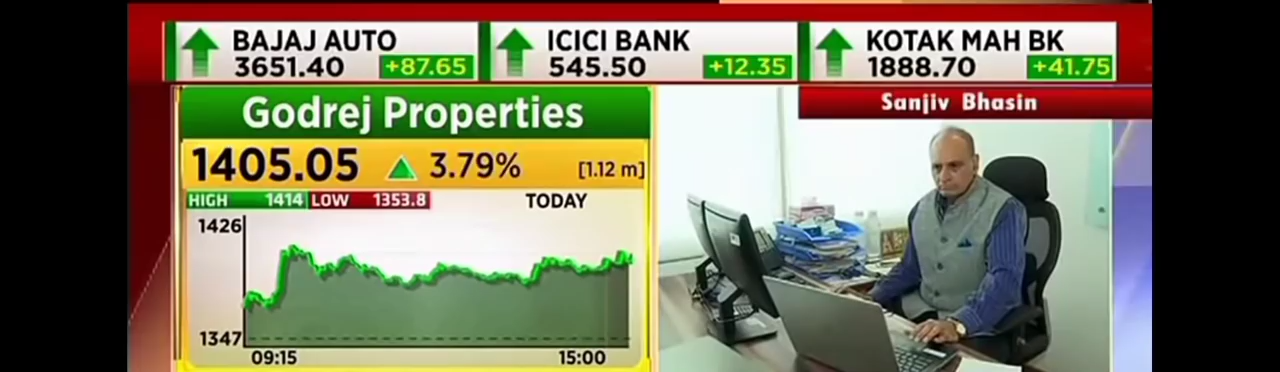 BAJAJ AUTO
3651.40 +87.65
ICICI BANK
545.50 +12.35
KOTAK MAH BK
1888.70 +41.75
Godrej Properties
1405.05 3.79% [1.12 m]
HIGH 1414 LOW 1353.8 TODAY
1426
1347
09:15 15:00
Sanjiv Bhasin